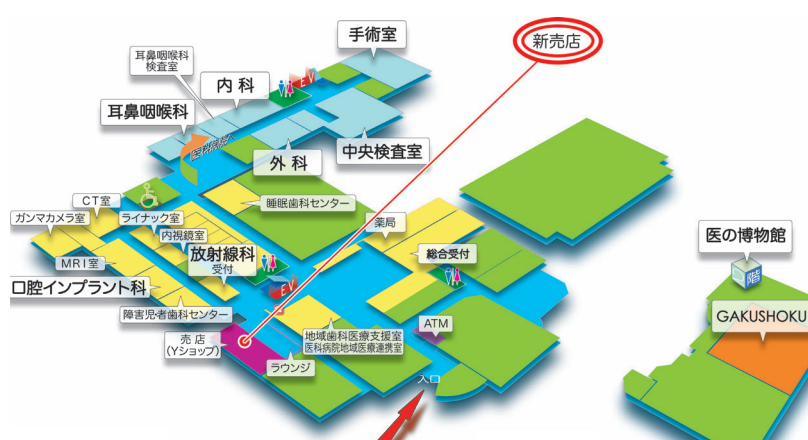 手術室
新売店
耳鼻咽喉科
検査室
内 科
EV
耳鼻咽喉科
医科病院へ
外 科
中央検査室
CT室
ガンマカメラ室
ライナック室
睡眠歯科センター
薬局
内視鏡室
放射線科
受付
総合受付
医の博物館
MRI室
口腔インプラント科
EV
階
障害児・者歯科センター
GAKUSHOKU
売 店
(Yショップ)
地域歯科医療支援室
医科病院地域医療連携室
ATM
ラウンジ
入口